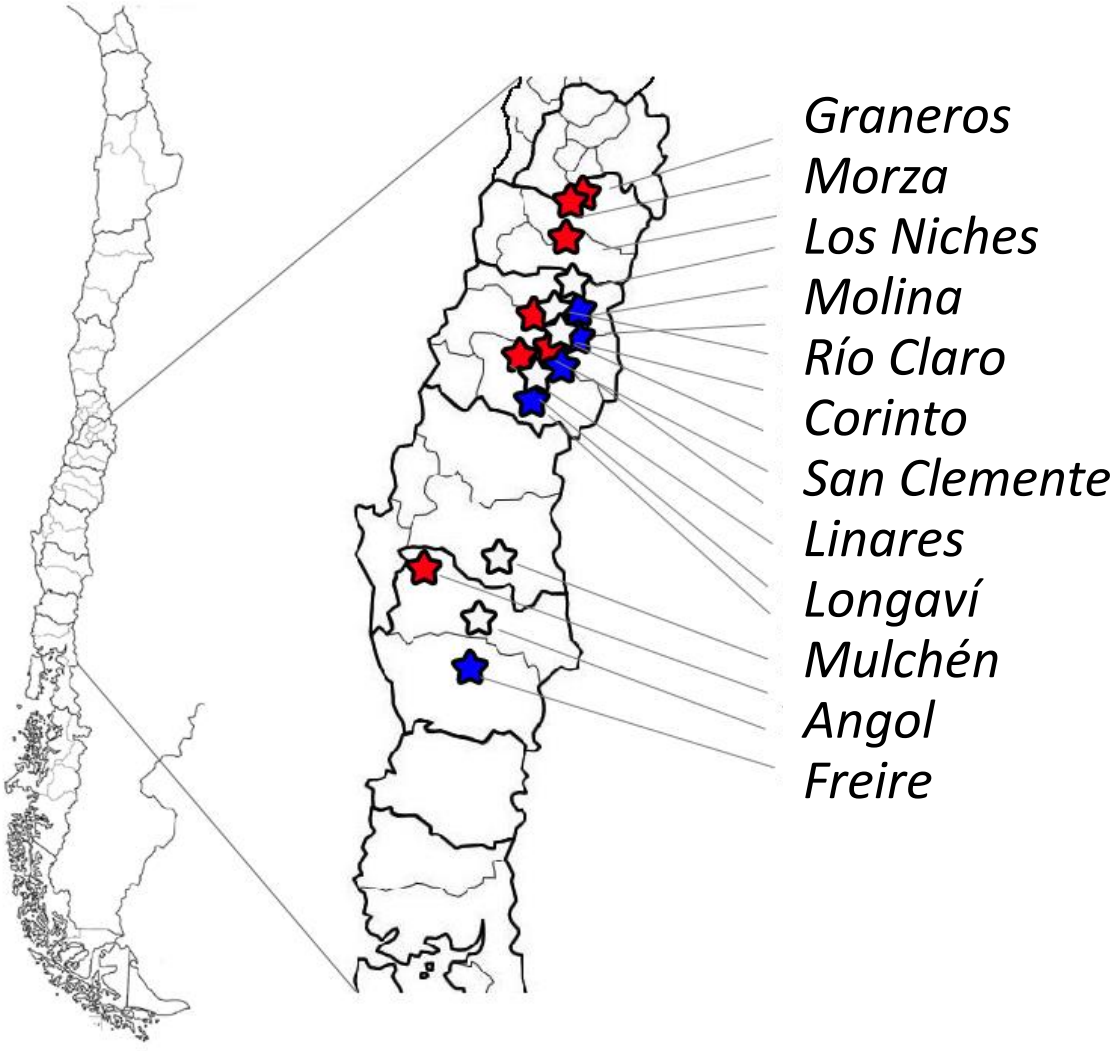 Graneros
Morza
Los Niches
Molina
Río Claro
Corinto
San Clemente
Linares
Longaví
Mulchén
Angol
Freire